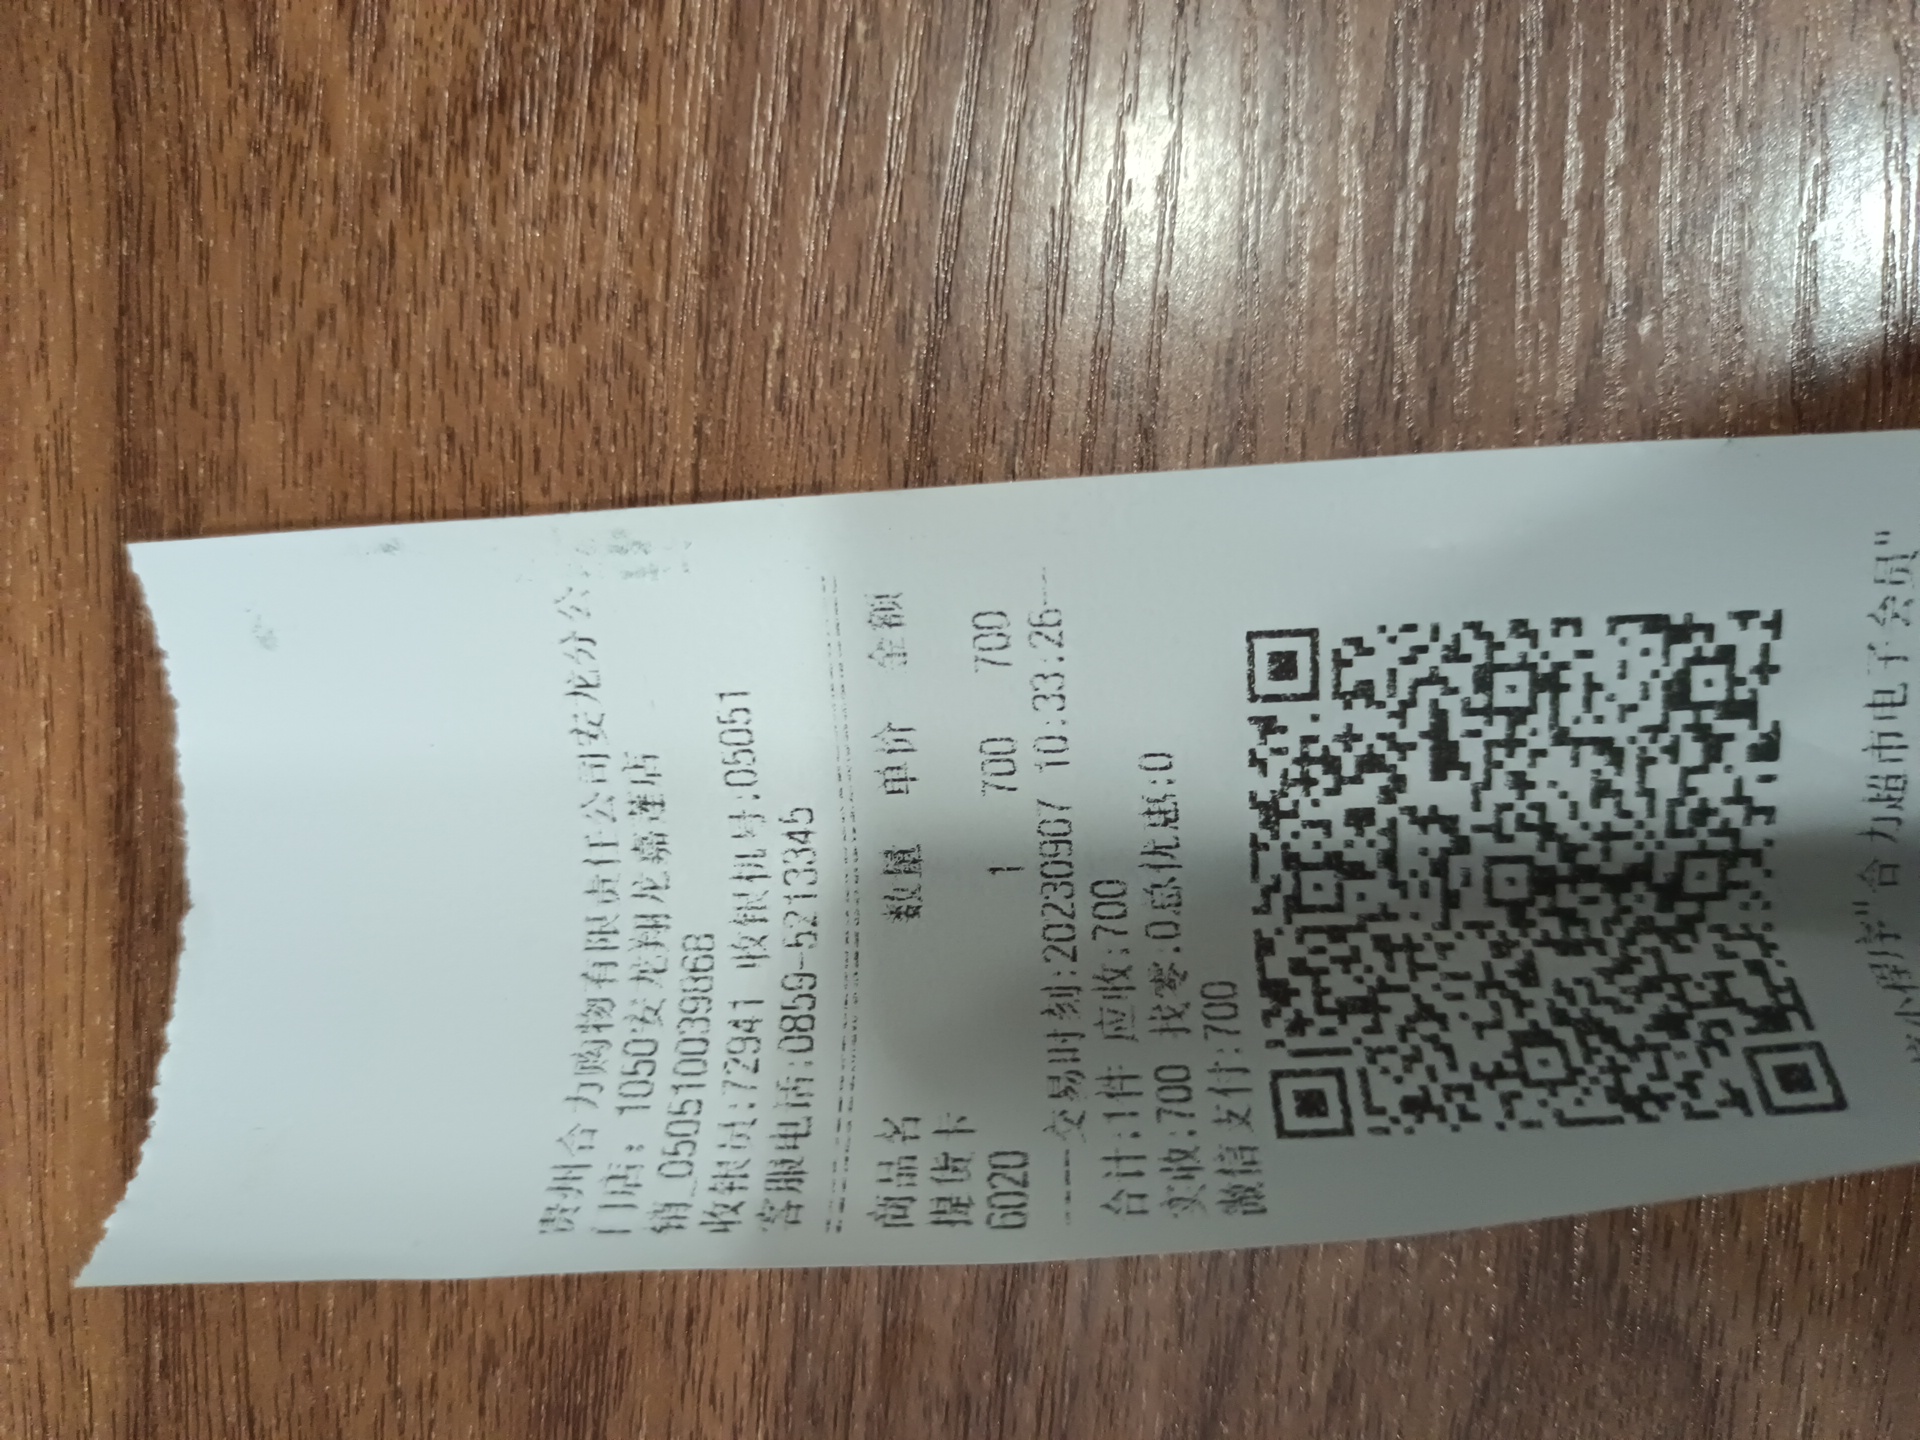 贵州合力购物有限责任公司安龙分公
门店: 1050安龙翔龙嘉莲店
销_050510039868
收银员:72941 收银机号:05051
客服电话:0859-5213345
商品名 数量 单价 金额
提货卡
6020 1 700 700
----交易时刻:20230907 10:33:26----
合计:1件 应收:700
实收:700 找零:0总优惠:0
微信支付:700
小程序"合力超市电子会员"